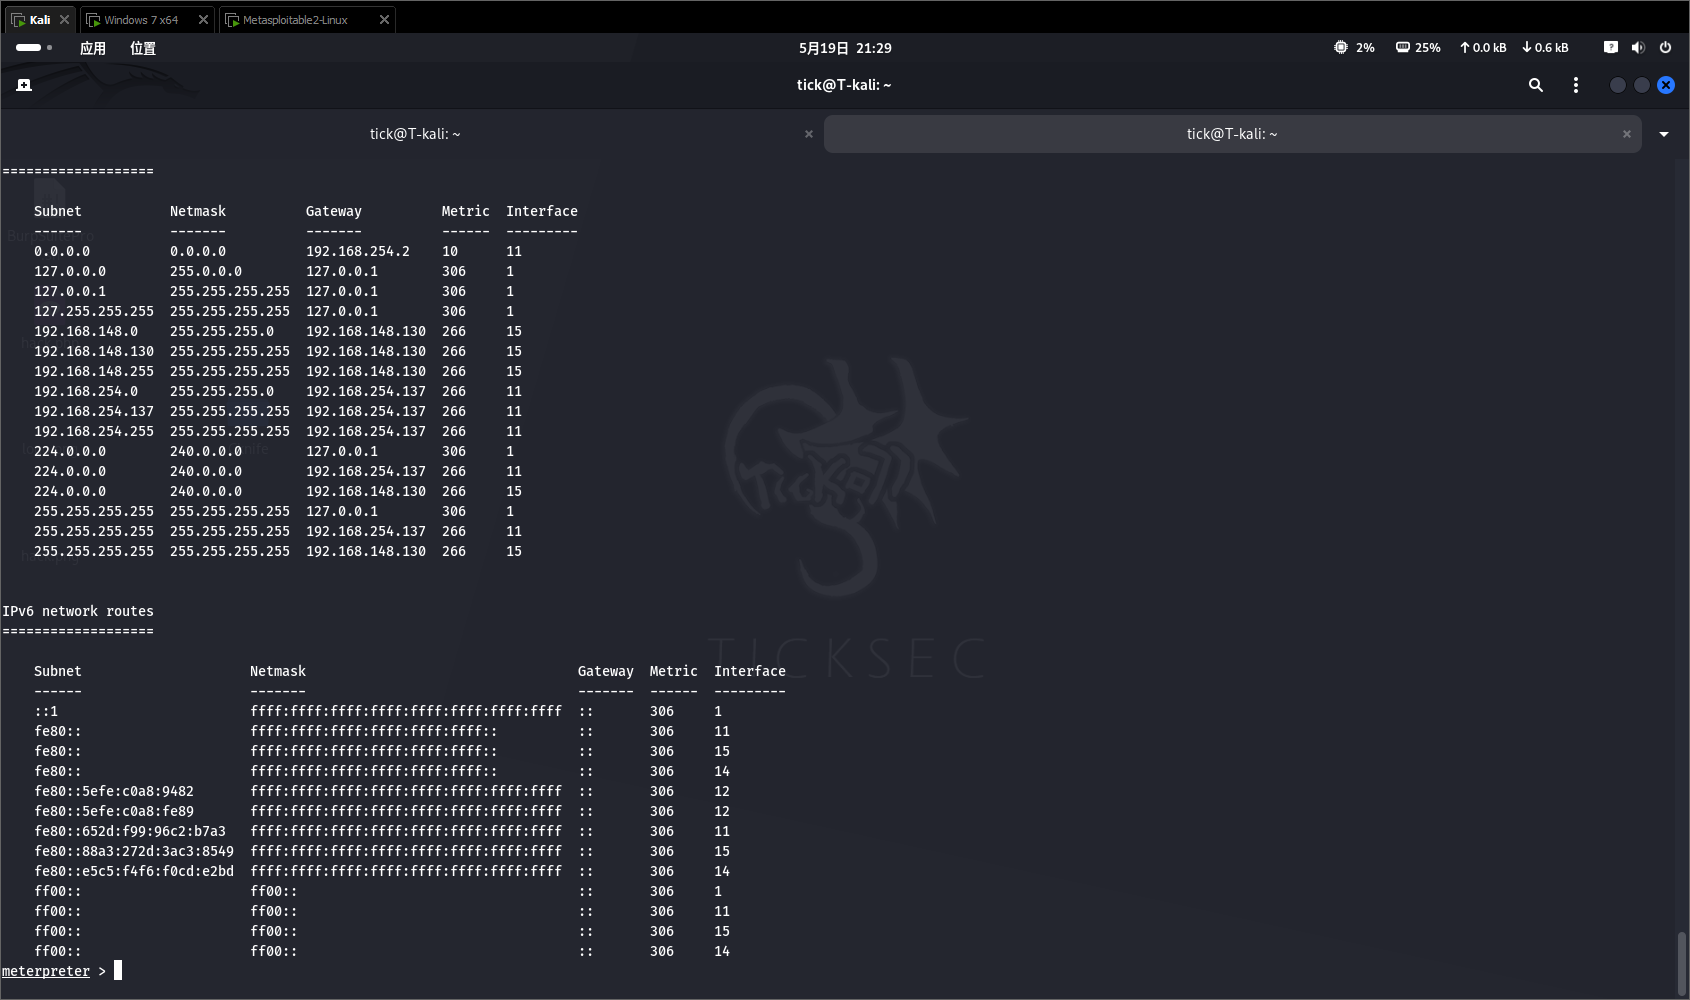 Kali
Windows 7 x64
Metasploitable2-Linux
应用 位置 5月19日 21:29 2% 25% 0.0 kB 0.6 kB
tick@T-kali: ~
tick@T-kali: ~ tick@T-kali: ~
===================
Subnet Netmask Gateway Metric Interface
------ ------- ------- ------ ---------
0.0.0.0 0.0.0.0 192.168.254.2 10 11
127.0.0.0 255.0.0.0 127.0.0.1 306 1
127.0.0.1 255.255.255.255 127.0.0.1 306 1
127.255.255.255 255.255.255.255 127.0.0.1 306 1
192.168.148.0 255.255.255.0 192.168.148.130 266 15
192.168.148.130 255.255.255.255 192.168.148.130 266 15
192.168.148.255 255.255.255.255 192.168.148.130 266 15
192.168.254.0 255.255.255.0 192.168.254.137 266 11
192.168.254.137 255.255.255.255 192.168.254.137 266 11
192.168.254.255 255.255.255.255 192.168.254.137 266 11
224.0.0.0 240.0.0.0 127.0.0.1 306 1
224.0.0.0 240.0.0.0 192.168.254.137 266 11
224.0.0.0 240.0.0.0 192.168.148.130 266 15
255.255.255.255 255.255.255.255 127.0.0.1 306 1
255.255.255.255 255.255.255.255 192.168.254.137 266 11
255.255.255.255 255.255.255.255 192.168.148.130 266 15
IPv6 network routes
===================
Subnet Netmask Gateway Metric Interface
------ ------- ------- ------ ---------
::1 ffff:ffff:ffff:ffff:ffff:ffff:ffff:ffff :: 306 1
fe80:: ffff:ffff:ffff:ffff:ffff:ffff:: :: 306 11
fe80:: ffff:ffff:ffff:ffff:ffff:ffff:: :: 306 15
fe80:: ffff:ffff:ffff:ffff:ffff:ffff:: :: 306 14
fe80::5efe:c0a8:9482 ffff:ffff:ffff:ffff:ffff:ffff:ffff:ffff :: 306 12
fe80::5efe:c0a8:fe89 ffff:ffff:ffff:ffff:ffff:ffff:ffff:ffff :: 306 12
fe80::652d:f99:96c2:b7a3 ffff:ffff:ffff:ffff:ffff:ffff:ffff:ffff :: 306 11
fe80::88a3:272d:3ac3:8549 ffff:ffff:ffff:ffff:ffff:ffff:ffff:ffff :: 306 15
fe80::e5c5:f4f6:f0cd:e2bd ffff:ffff:ffff:ffff:ffff:ffff:ffff:ffff :: 306 14
ff00:: ff00:: :: 306 1
ff00:: ff00:: :: 306 11
ff00:: ff00:: :: 306 15
ff00:: ff00:: :: 306 14
meterpreter >
TICKSEC